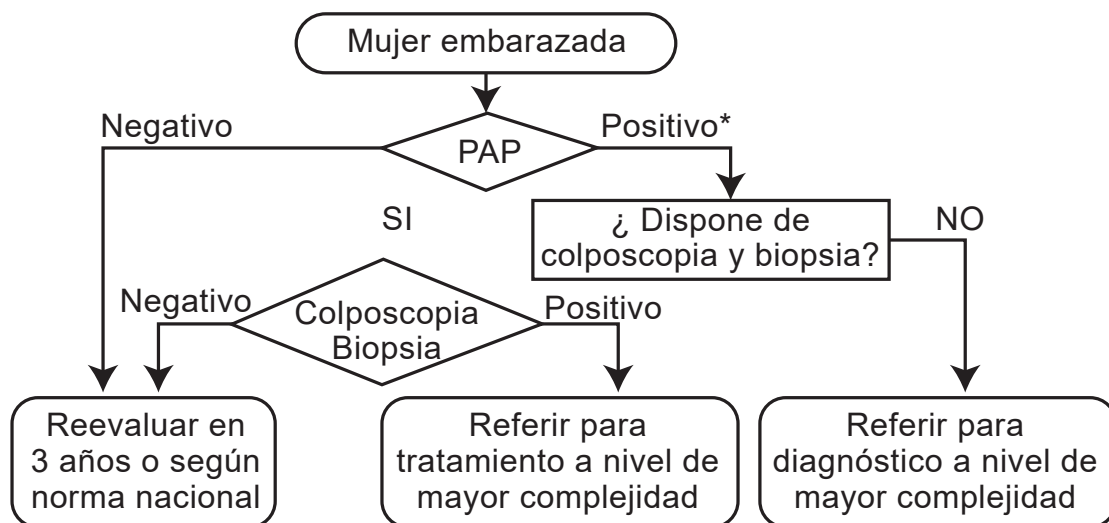 Mujer embarazada
Negativo
PAP
Positivo*
SI
¿ Dispone de
colposcopia y biopsia?
NO
Negativo
Colposcopia
Biopsia
Positivo
Reevaluar en
3 años o según
norma nacional
Referir para
tratamiento a nivel de
mayor complejidad
Referir para
diagnóstico a nivel de
mayor complejidad